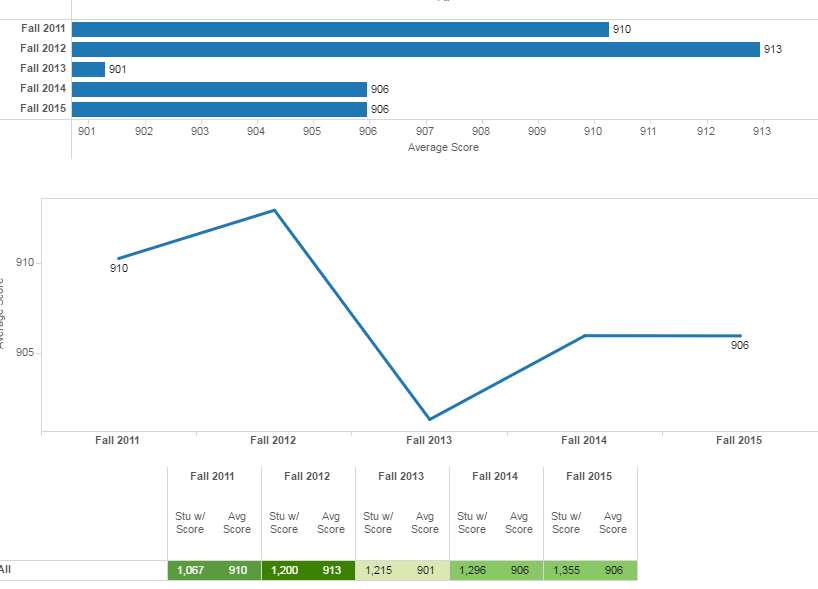 Fall 2011 910
Fall 2012 913
Fall 2013 901
Fall 2014 906
Fall 2015 906
901 902 903 904 905 906 907 908 909 910 911 912 913
Average Score
910
910
905
906
Average Score
Fall 2011 Fall 2012 Fall 2013 Fall 2014 Fall 2015
Fall 2011 Fall 2012 Fall 2013 Fall 2014 Fall 2015
Stu w/ Avg Stu w/ Avg Stu w/ Avg Stu w/ Avg Stu w/ Avg
Score Score Score Score Score Score Score Score Score Score
All 1,067 910 1,200 913 1,215 901 1,296 906 1,355 906